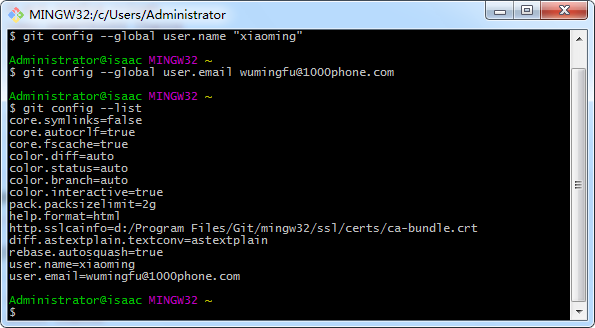 MINGW32:/c/Users/Administrator
$ git config --global user.name "xiaoming"
Administrator@isaac MINGW32 ~
$ git config --global user.email wumingfu@1000phone.com
Administrator@isaac MINGW32 ~
$ git config --list
core.symlinks=false
core.autocrlf=true
core.fscache=true
color.diff=auto
color.status=auto
color.branch=auto
color.interactive=true
pack.packsizelimit=2g
help.format=html
http.sslcainfo=d:/Program Files/Git/mingw32/ssl/certs/ca-bundle.crt
diff.astextplain.textconv=astextplain
rebase.autosquash=true
user.name=xiaoming
user.email=wumingfu@1000phone.com
Administrator@isaac MINGW32 ~
$